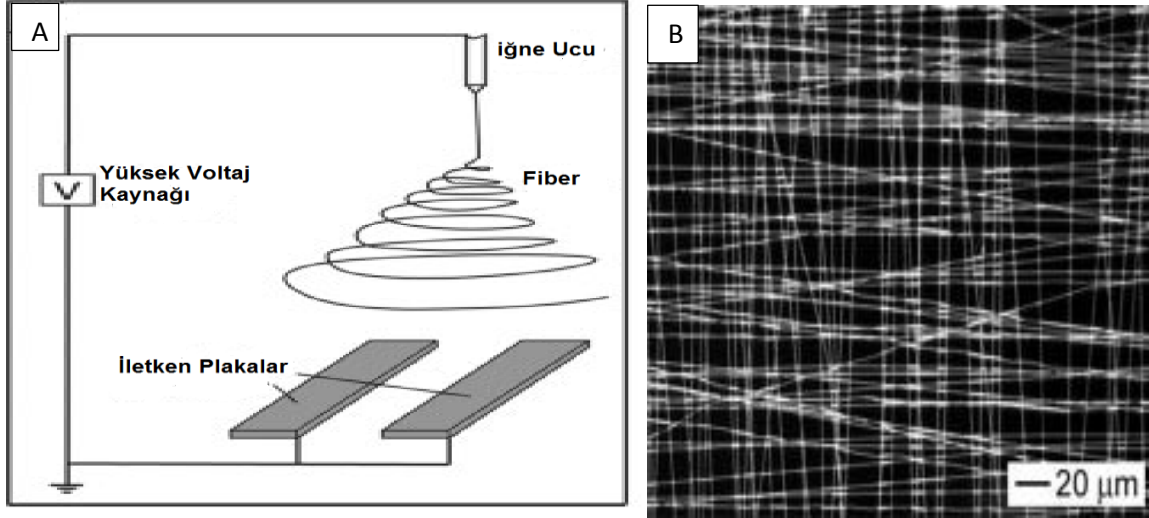 A
iğne Ucu
V
Yüksek Voltaj
Kaynağı
Fiber
İletken Plakalar
B
20 µm